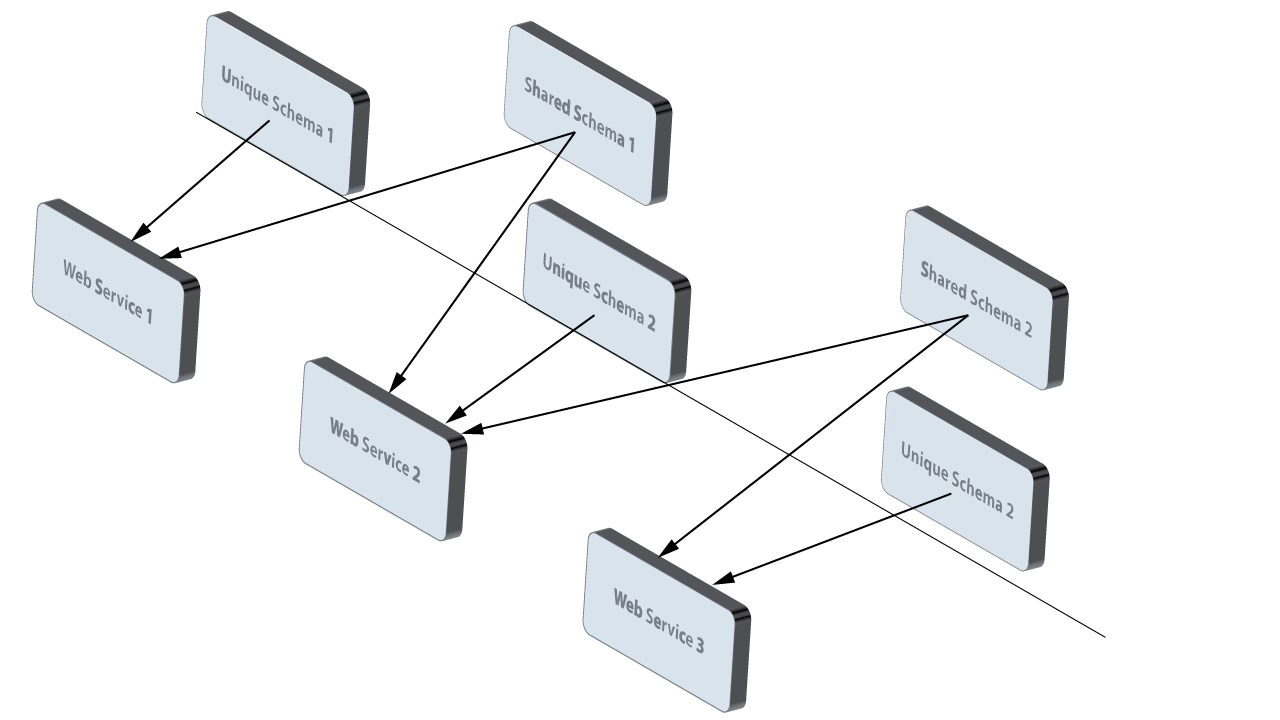 Unique Schema 1
Shared Schema 1
Web Service 1
Unique Schema 2
Shared Schema 2
Web Service 2
Unique Schema 2
Web Service 3